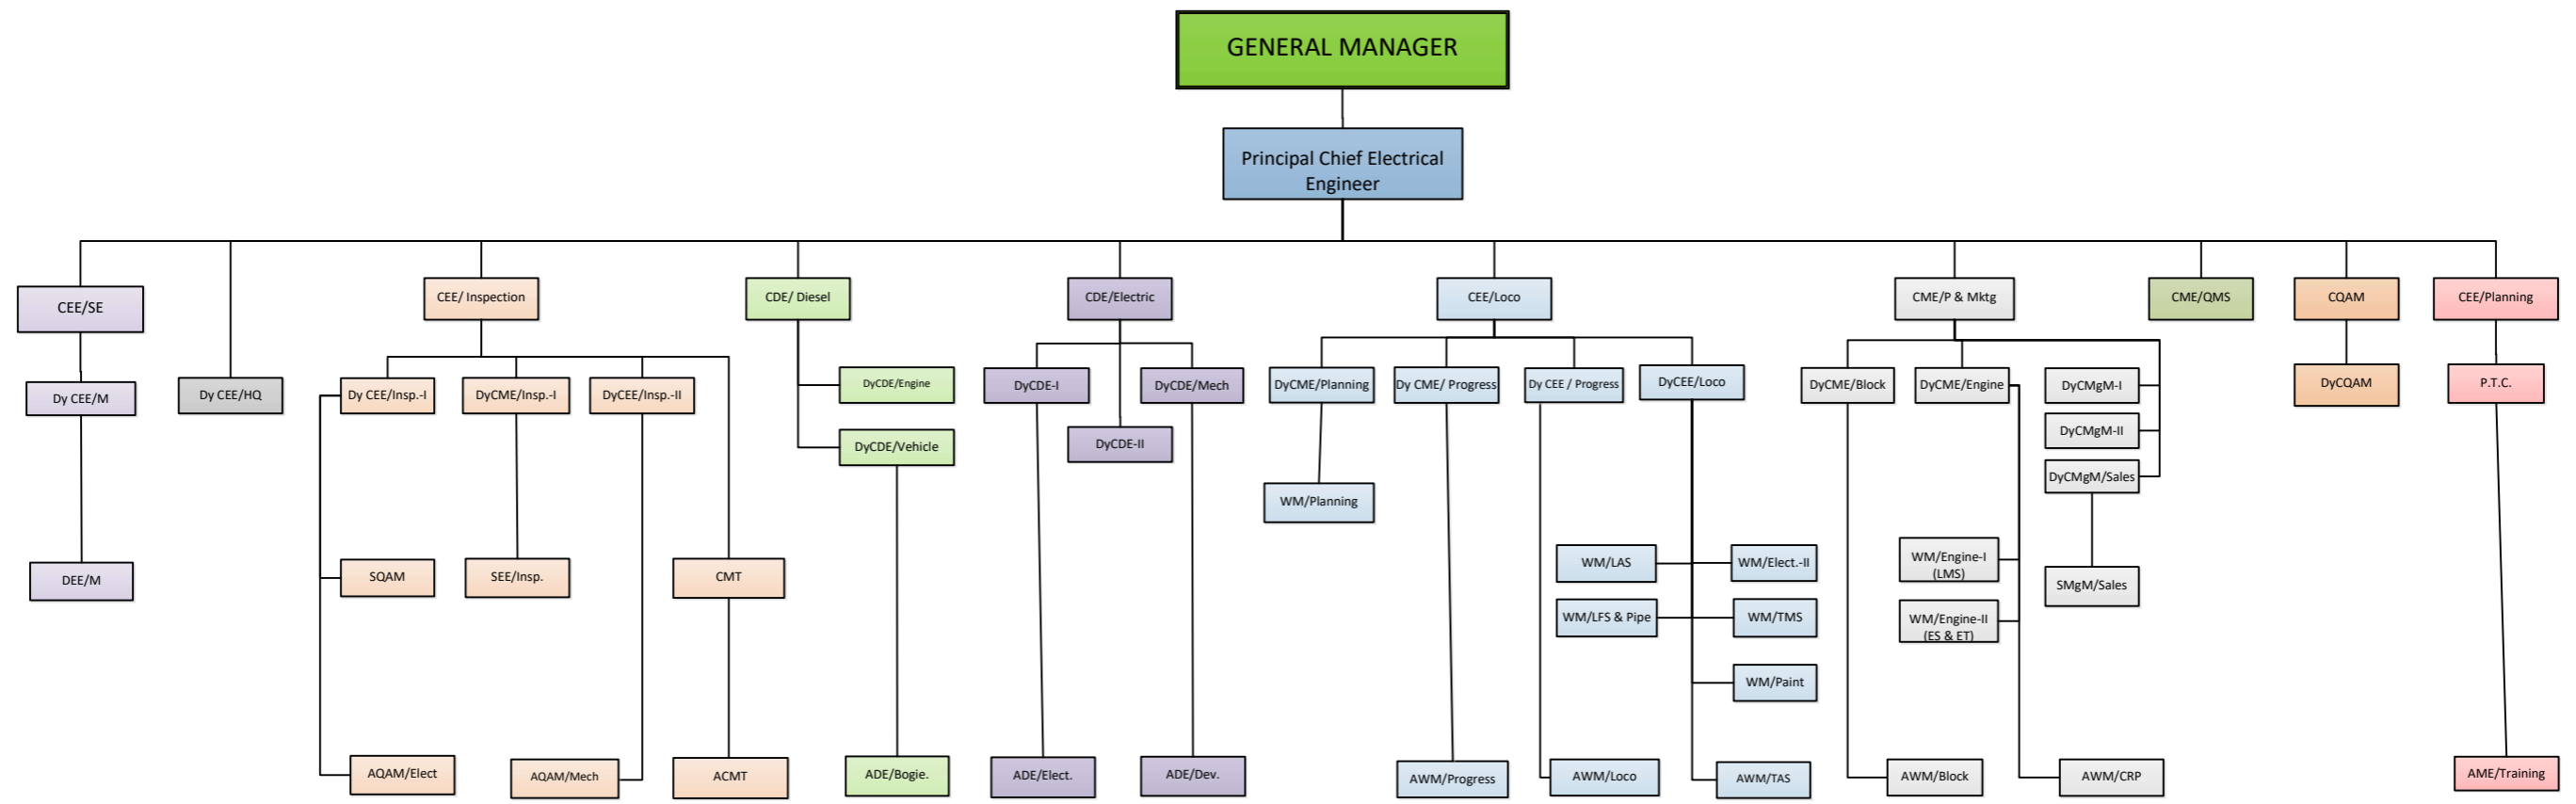 GENERAL MANAGER
Principal Chief Electrical
Engineer
CEE/SE
CEE/ Inspection
CDE/ Diesel
CDE/Electric
CEE/Loco
CME/P & Mktg
CME/QMS
CQAM
CEE/Planning
Dy CEE/M
Dy CEE/HQ
Dy CEE/Insp.-I
DyCME/Insp.-I
DyCEE/Insp.-II
DyCDE/Engine
DyCDE/Vehicle
DyCDE-I
DyCDE/Mech
DyCDE-II
DyCME/Planning
Dy CME/ Progress
Dy CEE / Progress
DyCEE/Loco
DyCME/Block
DyCME/Engine
DyCMgM-I
DyCMgM-II
DyCMgM/Sales
DyCQAM
P.T.C.
WM/Planning
DEE/M
SQAM
SEE/Insp.
CMT
WM/LAS
WM/Elect.-II
WM/LFS & Pipe
WM/TMS
WM/Paint
WM/Engine-I
(LMS)
WM/Engine-II
(ES & ET)
SMgM/Sales
AQAM/Elect
AQAM/Mech
ACMT
ADE/Bogie.
ADE/Elect.
ADE/Dev.
AWM/Progress
AWM/Loco
AWM/TAS
AWM/Block
AWM/CRP
AME/Training